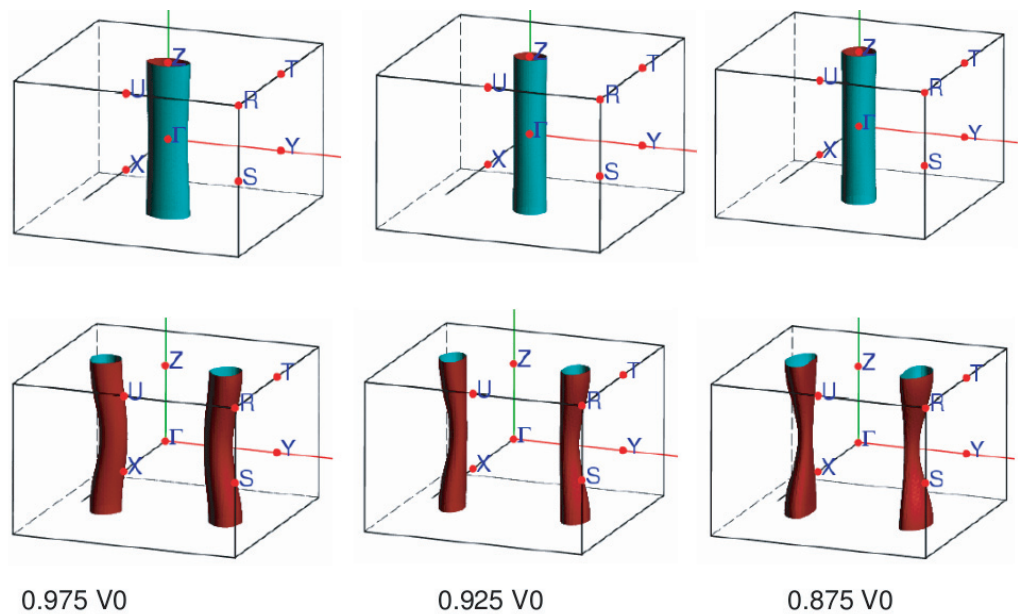 Z T
U R
Γ Y
X S
Z T
U R
Γ Y
X S
Z T
U R
Γ Y
X S
Z T
U R
Γ Y
X S
Z T
U R
Γ Y
X S
Z T
U R
Γ Y
X S
0.975 V0 0.925 V0 0.875 V0